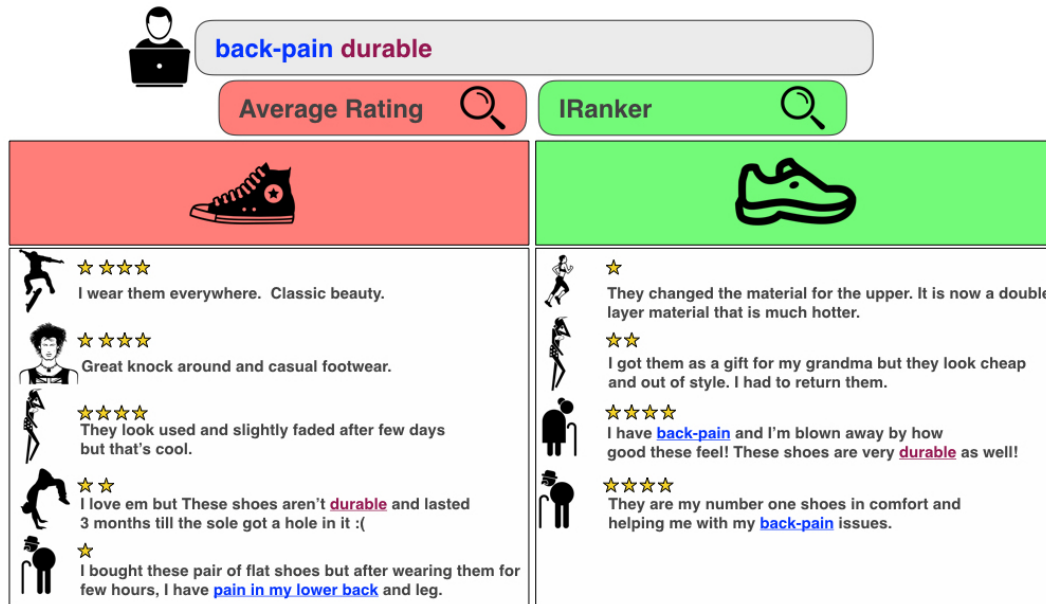 back-pain durable
Average Rating
IRanker
I wear them everywhere.  Classic beauty.
Great knock around and casual footwear.
They look used and slightly faded after few days
but that's cool.
I love em but These shoes aren't durable and lasted
3 months till the sole got a hole in it :(
I bought these pair of flat shoes but after wearing them for
few hours, I have pain in my lower back and leg.
They changed the material for the upper. It is now a double
layer material that is much hotter.
I got them as a gift for my grandma but they look cheap
and out of style. I had to return them.
I have back-pain and I'm blown away by how
good these feel! These shoes are very durable as well!
They are my number one shoes in comfort and
helping me with my back-pain issues.